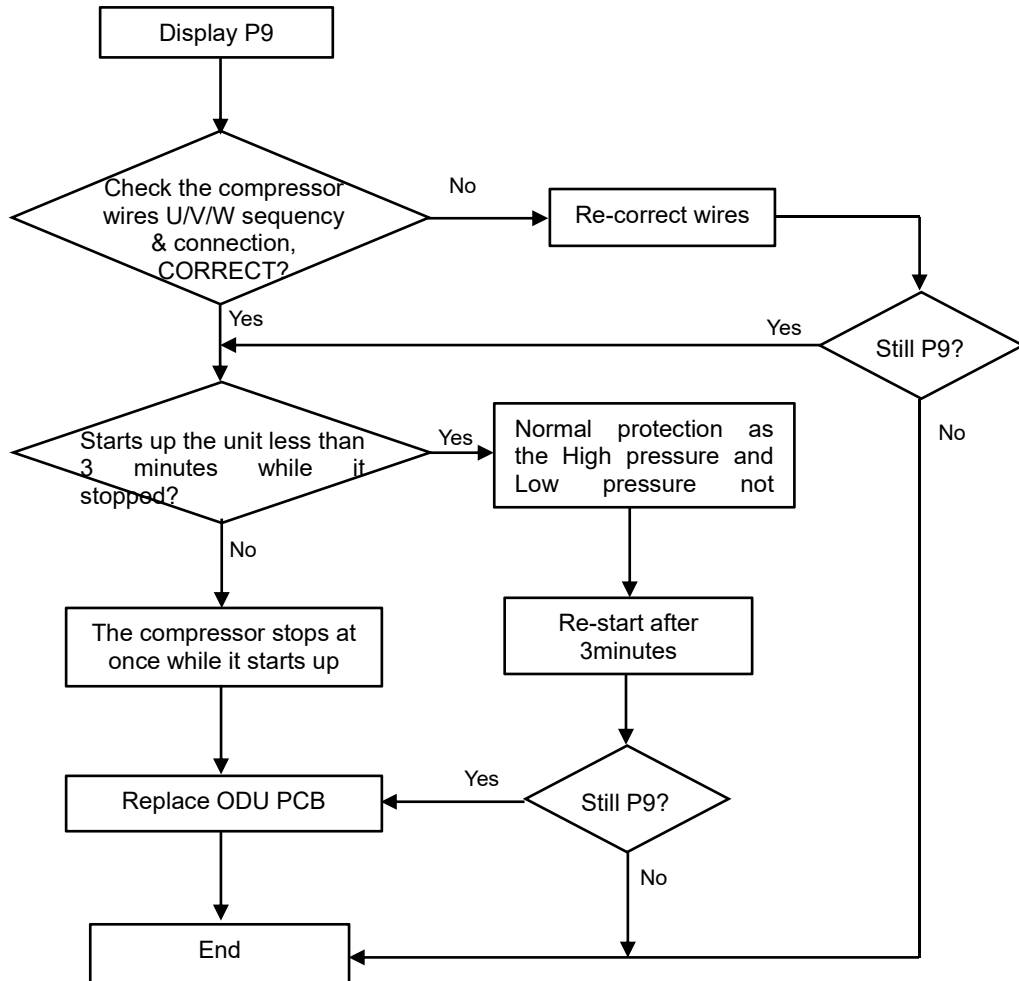 Display P9
Check the compressor
wires U/V/W sequency
& connection,
CORRECT?
No
Re-correct wires
Yes
Yes
Still P9?
No
Starts up the unit less than
3 minutes while it
stopped?
Yes
Normal protection as
the High pressure and
Low pressure not
No
The compressor stops at
once while it starts up
Re-start after
3minutes
Replace ODU PCB
Yes
Still P9?
No
End